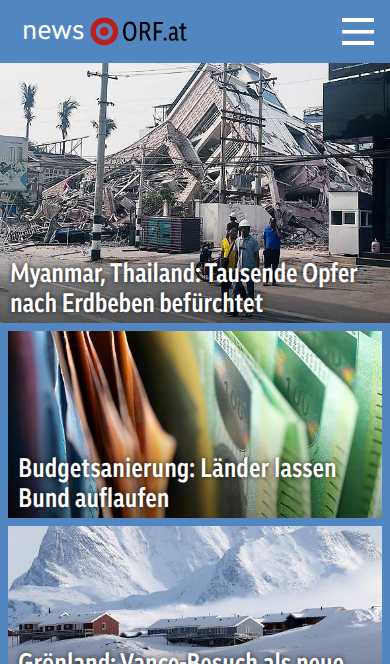 news ORF.at
Myanmar, Thailand: Tausende Opfer
nach Erdbeben befürchtet
Budgetsanierung: Länder lassen
Bund auflaufen
Grönland: Vance-Besuch als neue